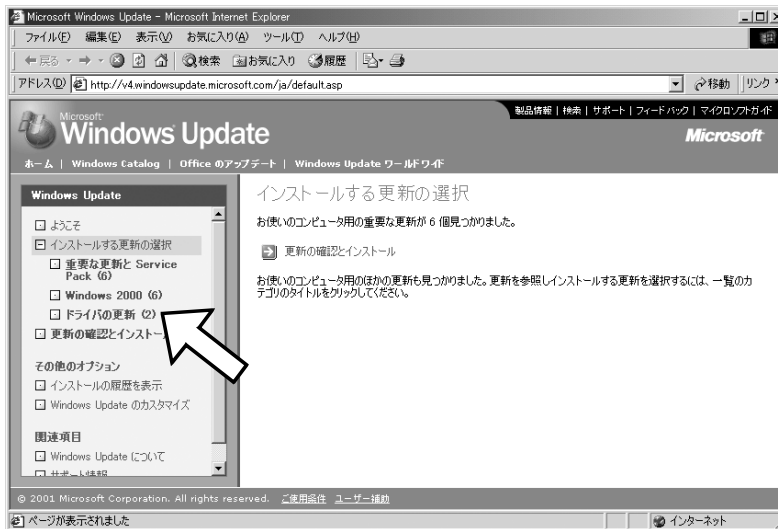 Microsoft Windows Update - Microsoft Internet Explorer
ファイル(F) 編集(E) 表示(V) お気に入り(A) ツール(T) ヘルプ(H)
戻る 検索 お気に入り 履歴
アドレス(D) http://v4.windowsupdate.microsoft.com/ja/default.asp 移動 リンク
製品情報 | 検索 | サポート | フィードバック | マイクロソフトガイド
Microsoft
Windows Update
Microsoft
ホーム | Windows Catalog | Office のアップデート | Windows Update ワールドワイド
Windows Update
ようこそ
インストールする更新の選択
重要な更新と Service
Pack (6)
Windows 2000 (6)
ドライバの更新 (2)
更新の確認とインストー
その他のオプション
インストールの履歴を表示
Windows Update のカスタマイズ
関連項目
Windows Update について
サポート情報
インストールする更新の選択
お使いのコンピュータ用の重要な更新が 6 個見つかりました。
更新の確認とインストール
お使いのコンピュータ用のほかの更新も見つかりました。更新を参照しインストールする更新を選択するには、一覧のカ
テゴリのタイトルをクリックしてください。
© 2001 Microsoft Corporation. All rights reserved. ご使用条件 ユーザー補助
ページが表示されました インターネット